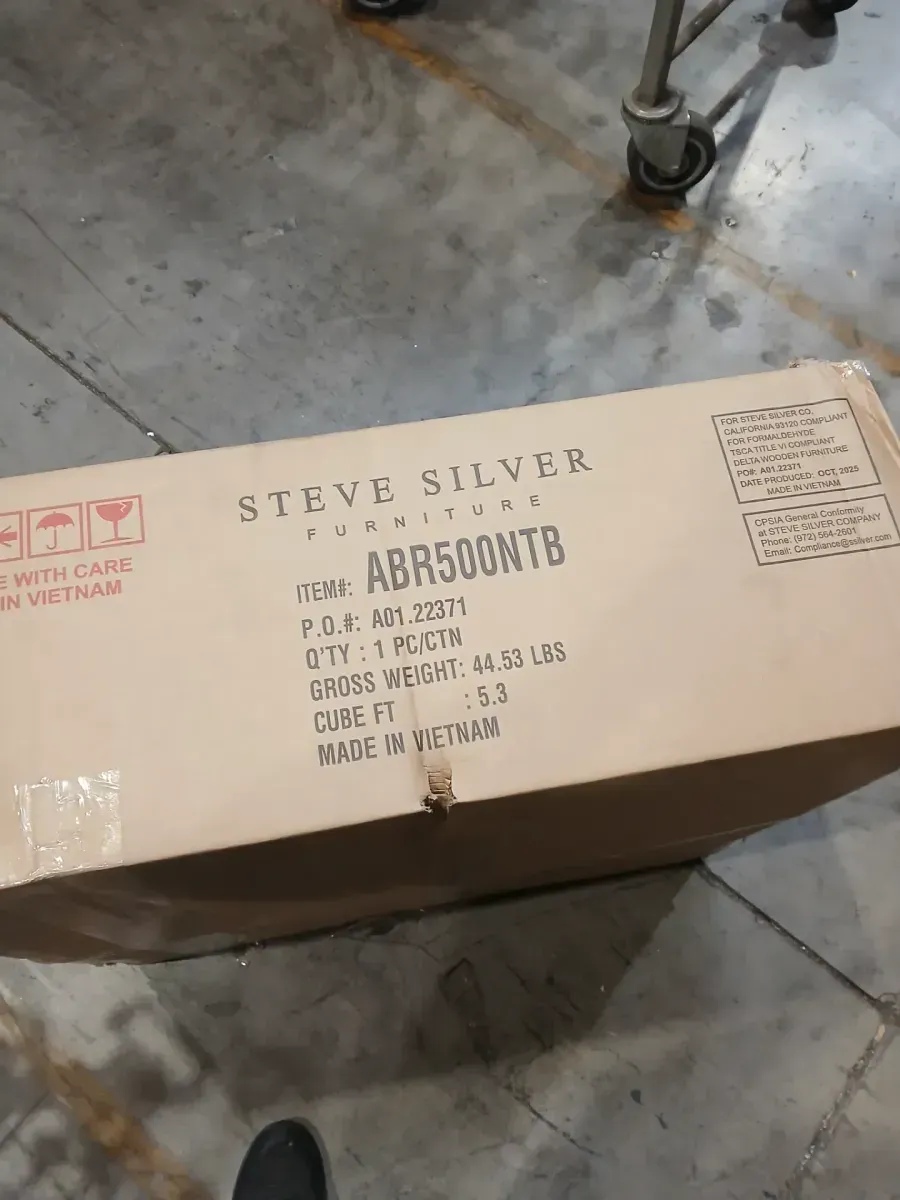 STEVE SILVER
FURNITURE
ITEM#: ABR500NTB
P.O.#: A01.22371
Q'TY : 1 PC/CTN
GROSS WEIGHT: 44.53 LBS
CUBE FT : 5.3
MADE IN VIETNAM
E WITH CARE
IN VIETNAM
FOR STEVE SILVER CO,
CALIFORNIA 93120 COMPLIANT
FOR FORMALDEHYDE
TSCA TITLE VI COMPLIANT
DELTA WOODEN FURNITURE
PO#: A01.22371
DATE PRODUCED: OCT, 2025
MADE IN VIETNAM
CPSIA General Conformity
at STEVE SILVER COMPANY
Phone: (972) 564-2601
Email: Compliance@ssilver.com